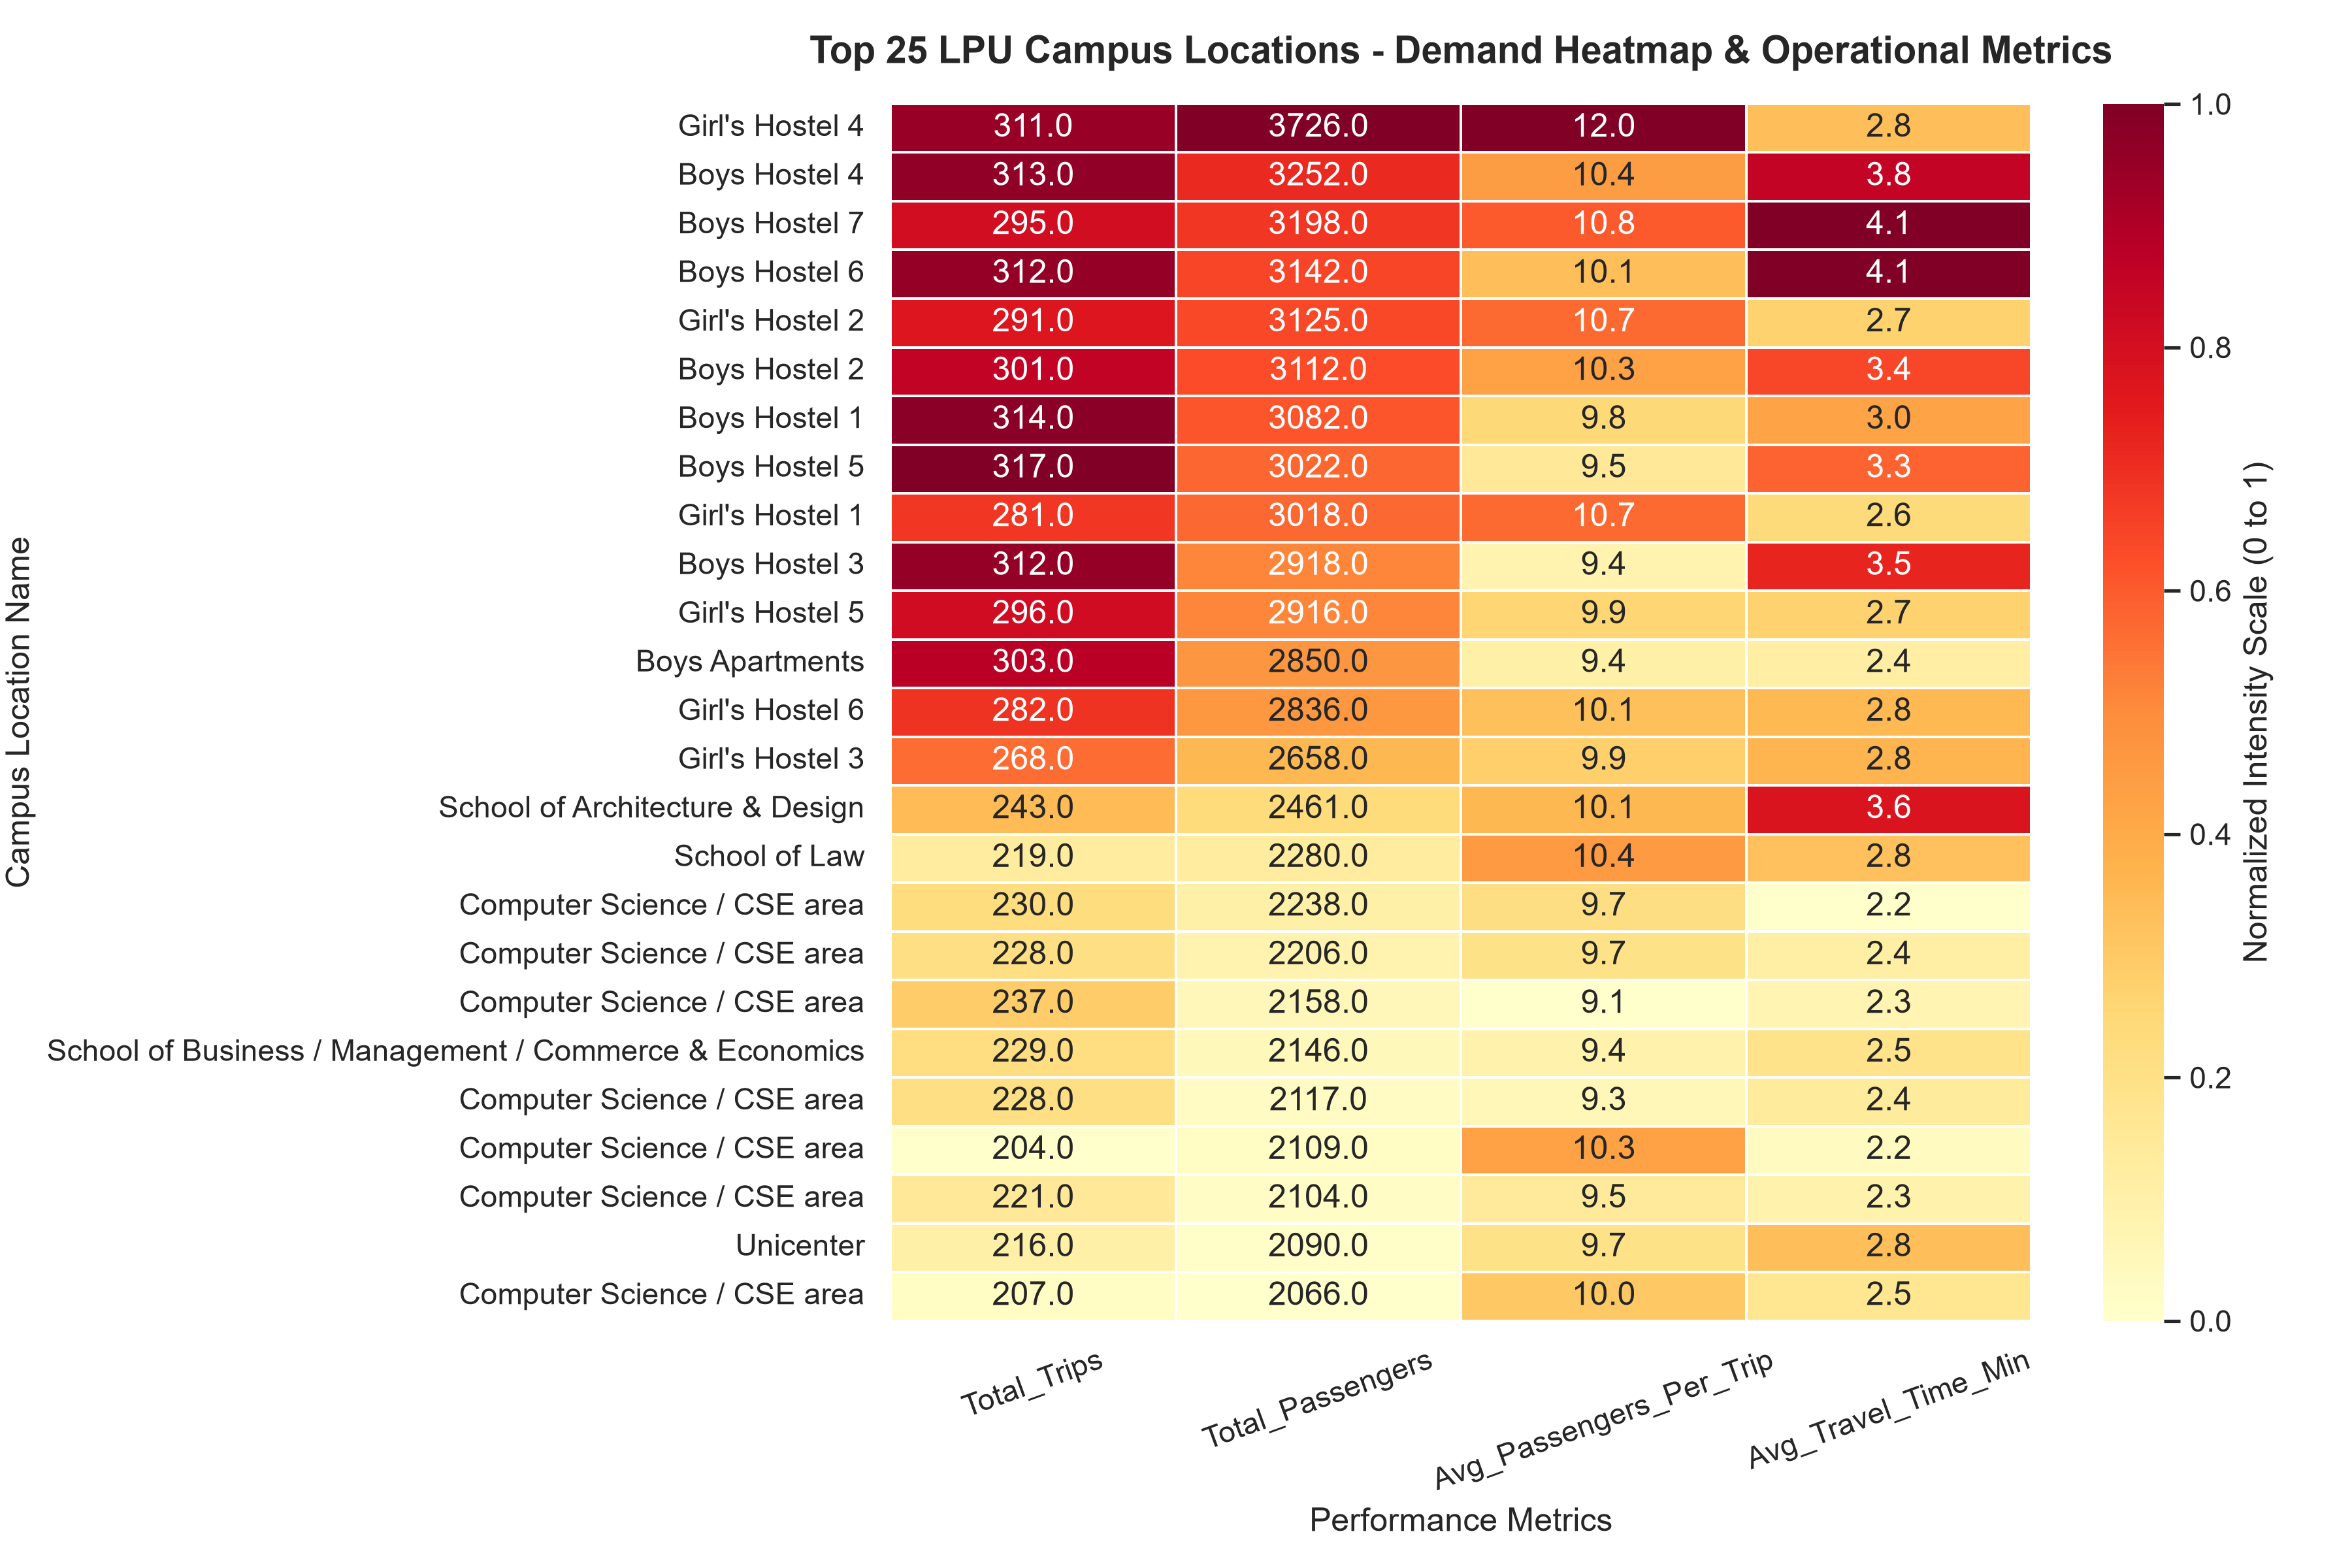 Top 25 LPU Campus Locations - Demand Heatmap & Operational Metrics
Campus Location Name
Girl's Hostel 4 311.0 3726.0 12.0 2.8
Boys Hostel 4 313.0 3252.0 10.4 3.8
Boys Hostel 7 295.0 3198.0 10.8 4.1
Boys Hostel 6 312.0 3142.0 10.1 4.1
Girl's Hostel 2 291.0 3125.0 10.7 2.7
Boys Hostel 2 301.0 3112.0 10.3 3.4
Boys Hostel 1 314.0 3082.0 9.8 3.0
Boys Hostel 5 317.0 3022.0 9.5 3.3
Girl's Hostel 1 281.0 3018.0 10.7 2.6
Boys Hostel 3 312.0 2918.0 9.4 3.5
Girl's Hostel 5 296.0 2916.0 9.9 2.7
Boys Apartments 303.0 2850.0 9.4 2.4
Girl's Hostel 6 282.0 2836.0 10.1 2.8
Girl's Hostel 3 268.0 2658.0 9.9 2.8
School of Architecture & Design 243.0 2461.0 10.1 3.6
School of Law 219.0 2280.0 10.4 2.8
Computer Science / CSE area 230.0 2238.0 9.7 2.2
Computer Science / CSE area 228.0 2206.0 9.7 2.4
Computer Science / CSE area 237.0 2158.0 9.1 2.3
School of Business / Management / Commerce & Economics 229.0 2146.0 9.4 2.5
Computer Science / CSE area 228.0 2117.0 9.3 2.4
Computer Science / CSE area 204.0 2109.0 10.3 2.2
Computer Science / CSE area 221.0 2104.0 9.5 2.3
Unicenter 216.0 2090.0 9.7 2.8
Computer Science / CSE area 207.0 2066.0 10.0 2.5
Total_Trips Total_Passengers Avg_Passengers_Per_Trip Avg_Travel_Time_Min
Performance Metrics
1.0
0.8
0.6
0.4
0.2
0.0
Normalized Intensity Scale (0 to 1)